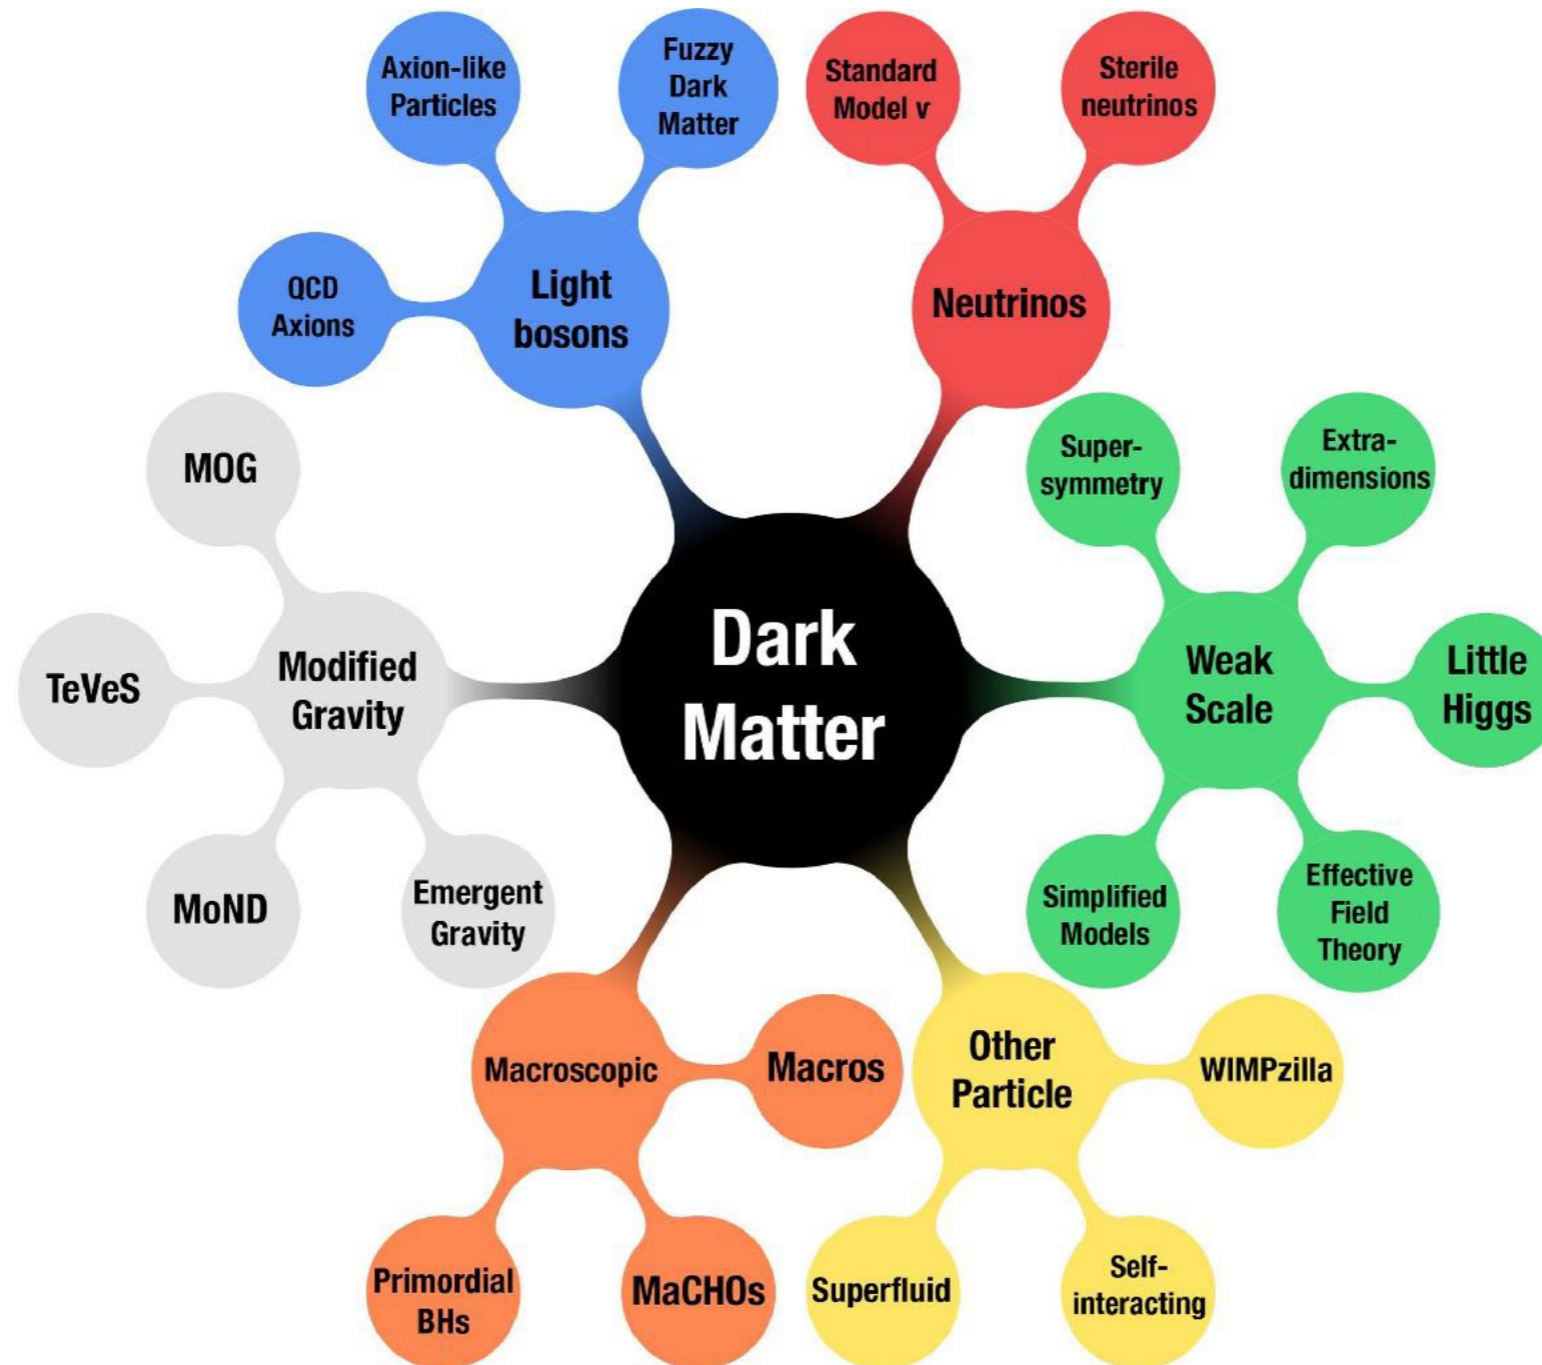 Axion-like
Particles
Fuzzy
Dark
Matter
Standard
Model ν
Sterile
neutrinos
QCD
Axions
Light
bosons
Neutrinos
MOG
Super-
symmetry
Extra-
dimensions
TeVeS
Modified
Gravity
Dark
Matter
Weak
Scale
Little
Higgs
MoND
Emergent
Gravity
Simplified
Models
Effective
Field
Theory
Macroscopic
Macros
Other
Particle
WIMPzilla
Primordial
BHs
MaCHOs
Superfluid
Self-
interacting